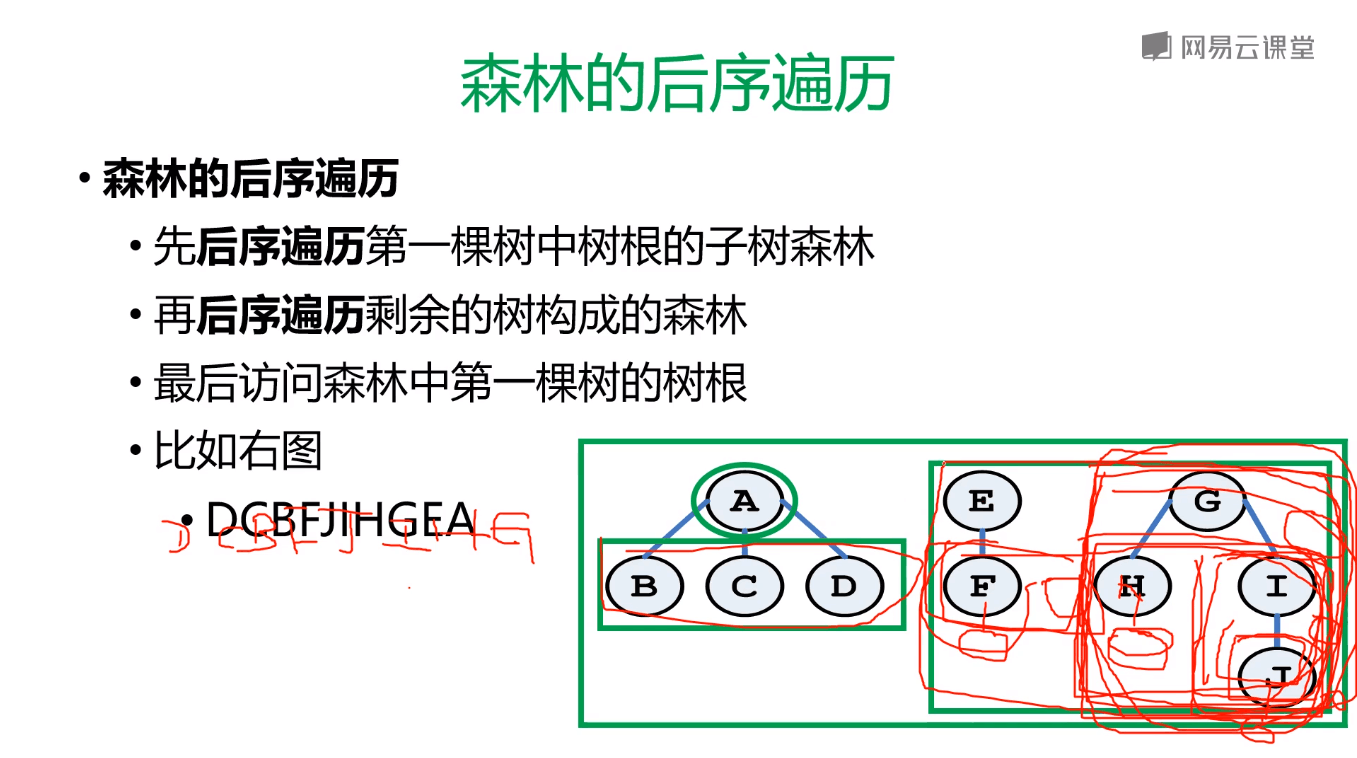 网易云课堂
森林的后序遍历
• 森林的后序遍历
• 先后序遍历第一棵树中树根的子树森林
• 再后序遍历剩余的树构成的森林
• 最后访问森林中第一棵树的树根
• 比如右图
• DCBFJIHGEA
D C B F J I H G
A E G
B C D F H I
J